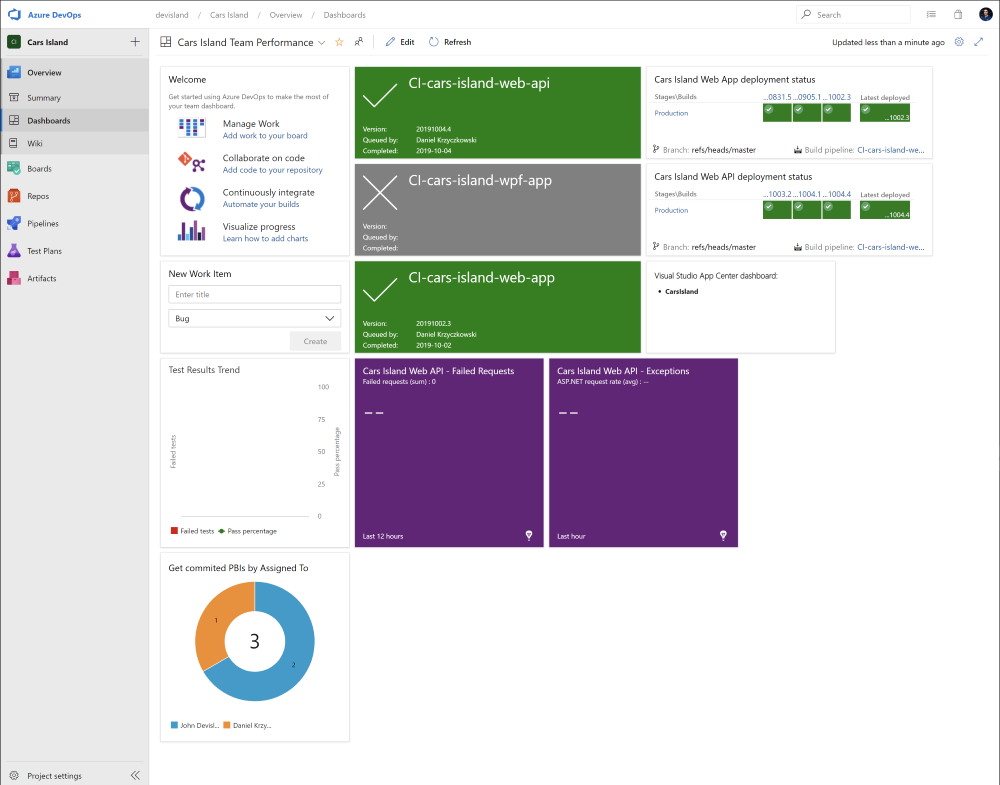 Azure DevOps
devisland / Cars Island / Overview / Dashboards
Search
Cars Island
Cars Island Team Performance
Edit
Refresh
Updated less than a minute ago
Overview
Summary
Dashboards
Wiki
Boards
Repos
Pipelines
Test Plans
Artifacts
Project settings
Welcome
Get started using Azure DevOps to make the most of
your team dashboard.
Manage Work
Add work to your board
Collaborate on code
Add code to your repository
Continuously integrate
Automate your builds
Visualize progress
Learn how to add charts
CI-cars-island-web-api
Version: 20191004.4
Queued by: Daniel Krzyczkowski
Completed: 2019-10-04
CI-cars-island-wpf-app
Version:
Queued by:
Completed:
Cars Island Web App deployment status
Stages\Builds ...0831.5 ...0905.1 ...1002.3 Latest deployed
Production ...1002.3
Branch: refs/heads/master Build pipeline: CI-cars-island-we...
Cars Island Web API deployment status
Stages\Builds ...1003.2 ...1004.1 ...1004.4 Latest deployed
Production ...1004.4
Branch: refs/heads/master Build pipeline: CI-cars-island-we...
New Work Item
Enter title
Bug
Create
CI-cars-island-web-app
Version: 20191002.3
Queued by: Daniel Krzyczkowski
Completed: 2019-10-02
Visual Studio App Center dashboard:
• CarsIsland
Test Results Trend
100
75
50
25
0
Failed tests
Pass percentage
Failed tests Pass percentage
Cars Island Web API - Failed Requests
Failed requests (sum) : 0
--
Last 12 hours
Cars Island Web API - Exceptions
ASP.NET request rate (avg) : --
--
Last hour
Get commited PBIs by Assigned To
1
3
2
John Devisl... Daniel Krzy...